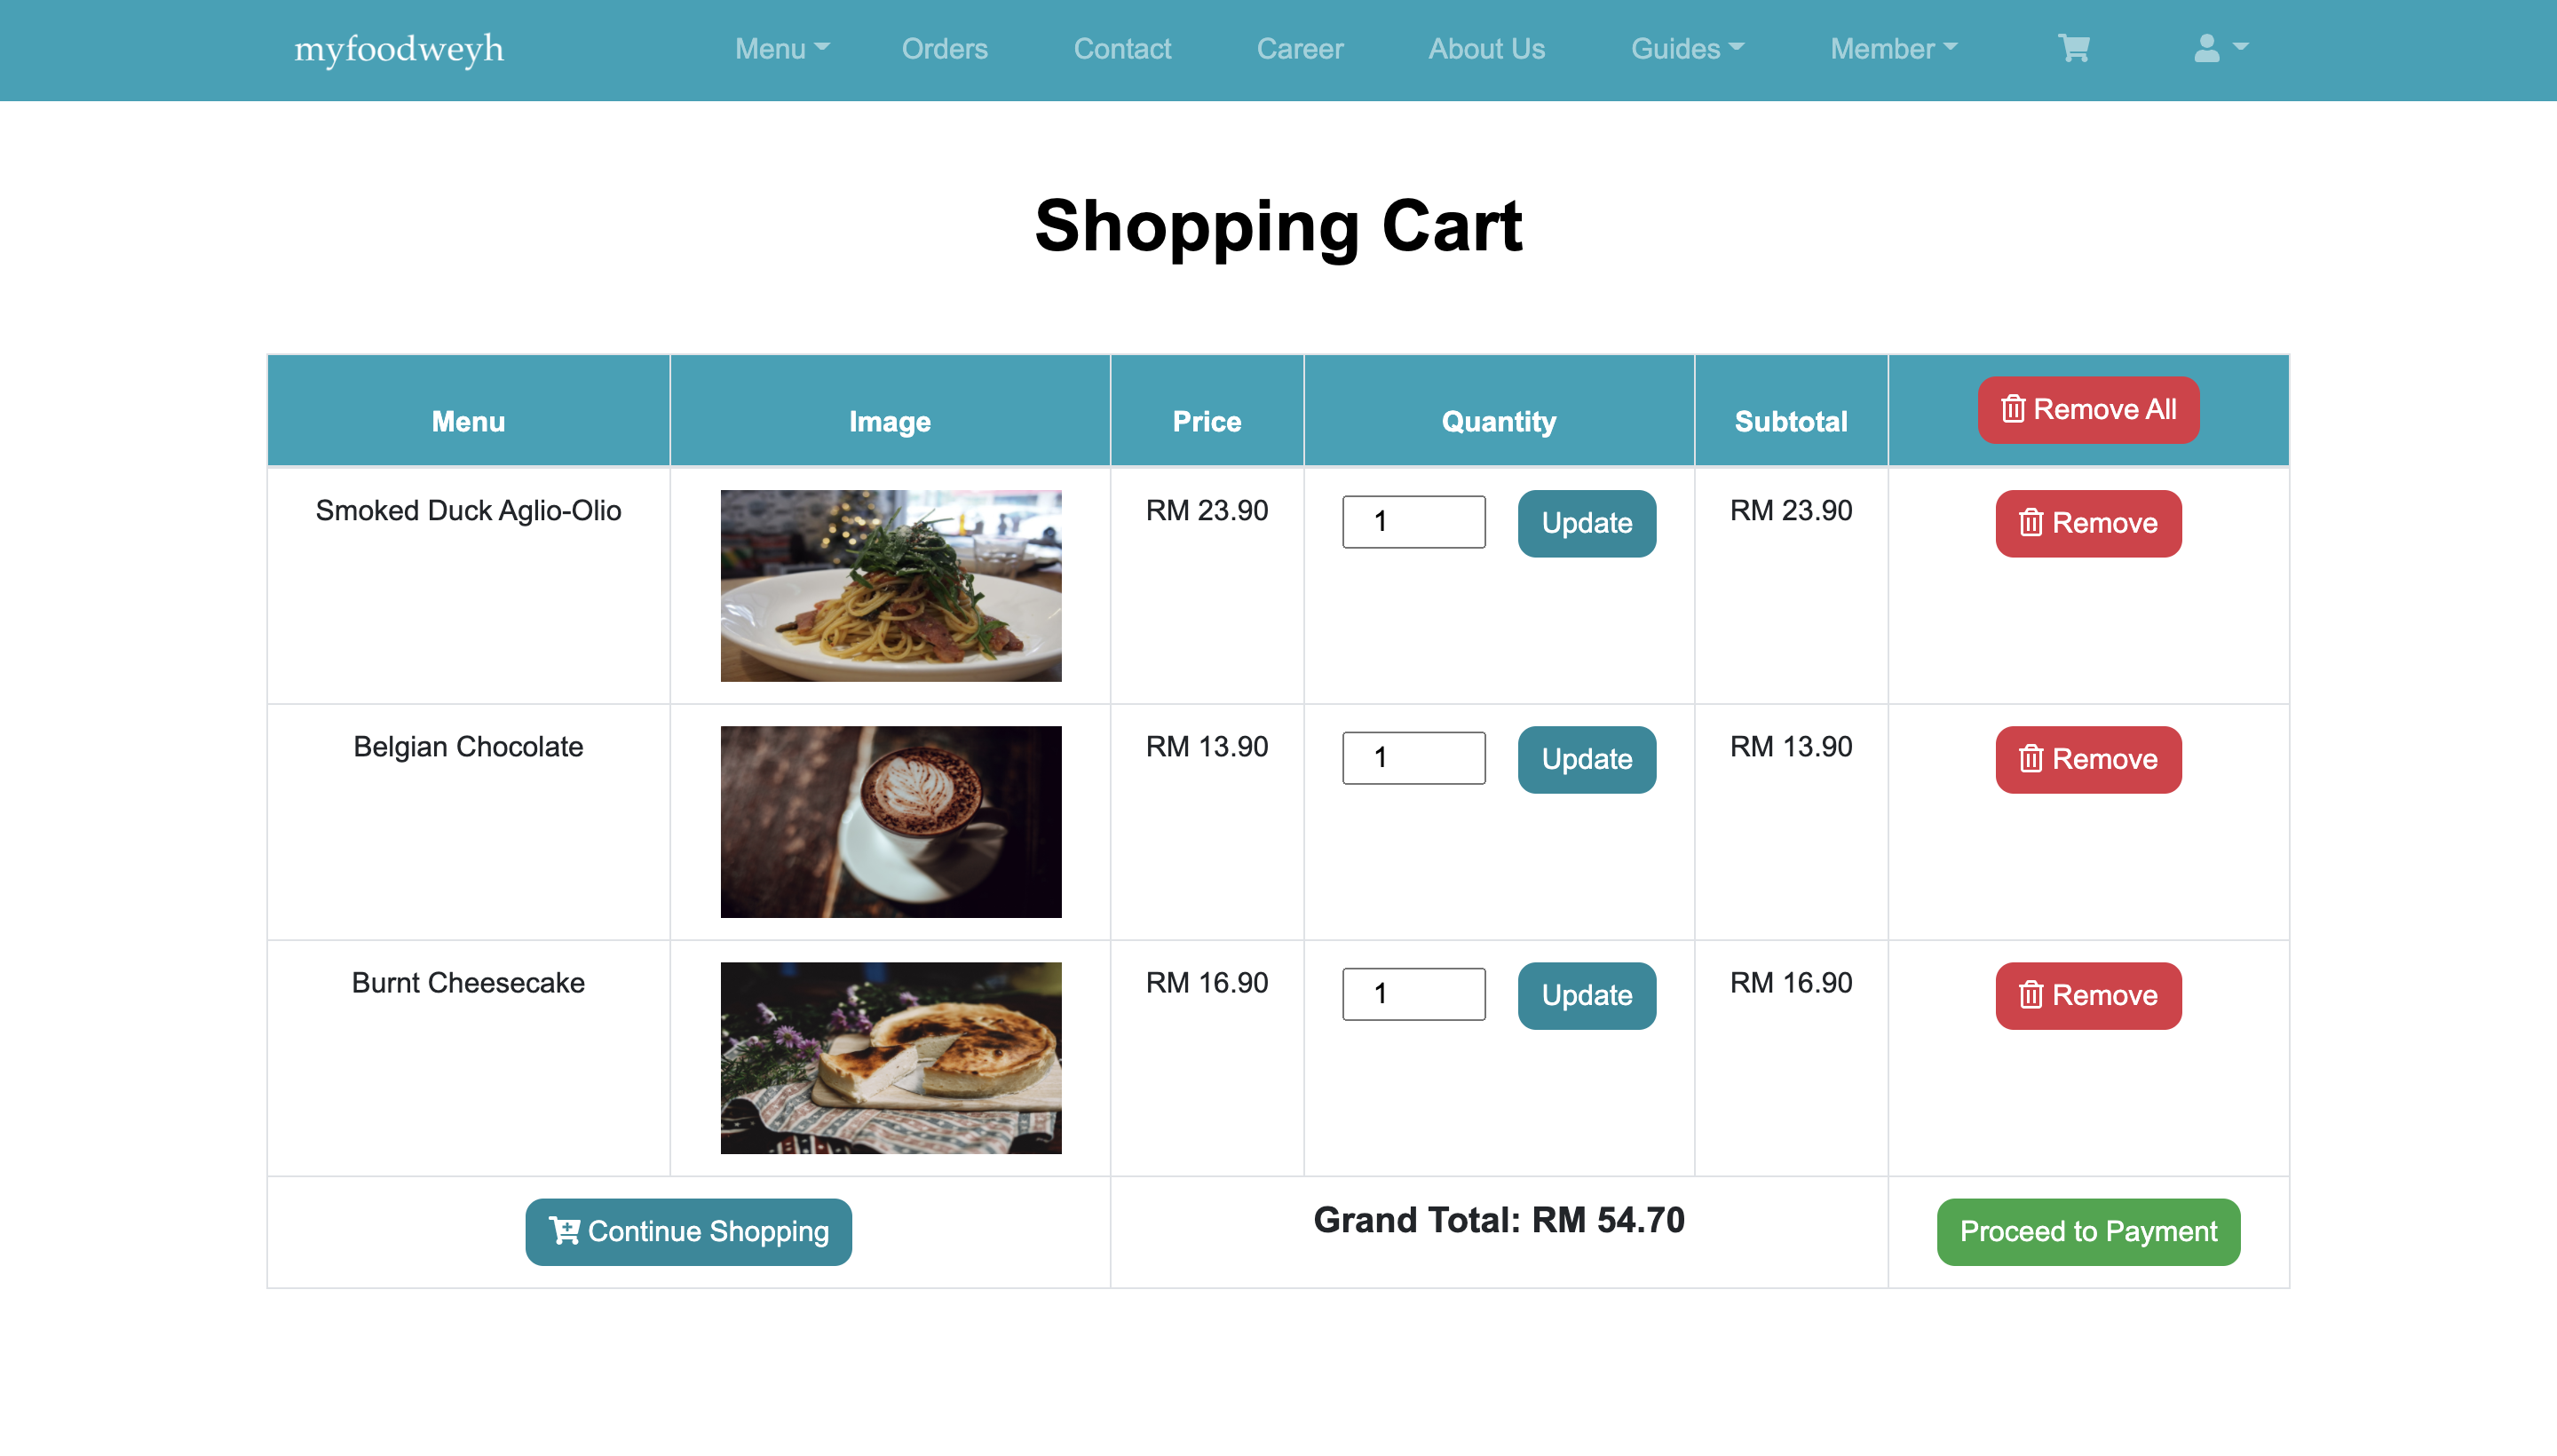 myfoodweyh Menu Orders Contact Career About Us Guides Member
Shopping Cart
Menu Image Price Quantity Subtotal Remove All
Smoked Duck Aglio-Olio RM 23.90 1 Update RM 23.90 Remove
Belgian Chocolate RM 13.90 1 Update RM 13.90 Remove
Burnt Cheesecake RM 16.90 1 Update RM 16.90 Remove
Continue Shopping Grand Total: RM 54.70 Proceed to Payment